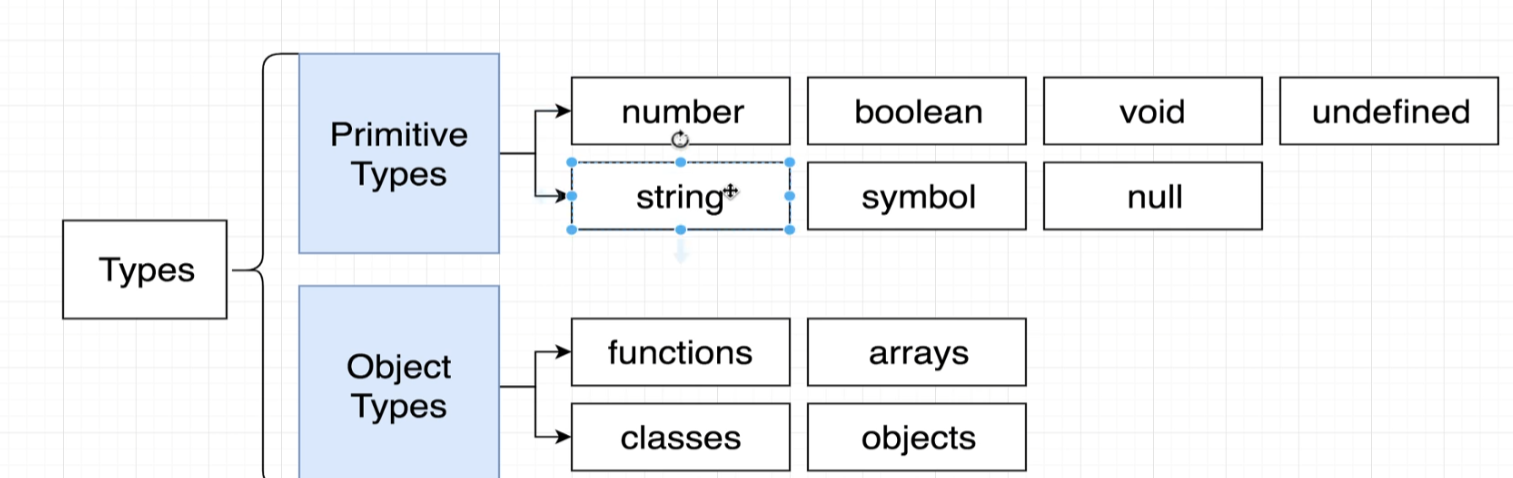 Types
Primitive
Types
number
boolean
void
undefined
string
symbol
null
Object
Types
functions
arrays
classes
objects